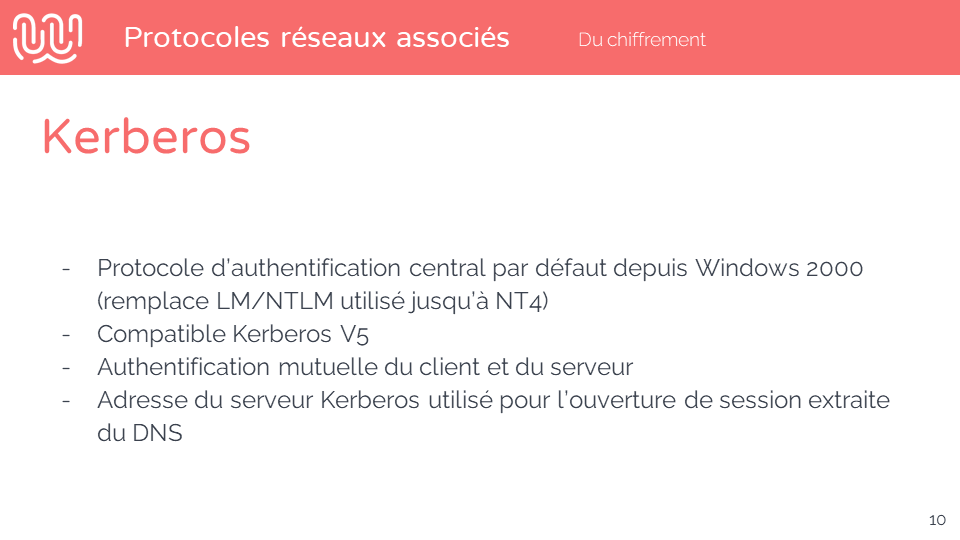 Protocoles réseaux associés
Du chiffrement
Kerberos
- Protocole d’authentification central par défaut depuis Windows 2000
(remplace LM/NTLM utilisé jusqu’à NT4)
- Compatible Kerberos V5
- Authentification mutuelle du client et du serveur
- Adresse du serveur Kerberos utilisé pour l’ouverture de session extraite
du DNS
10